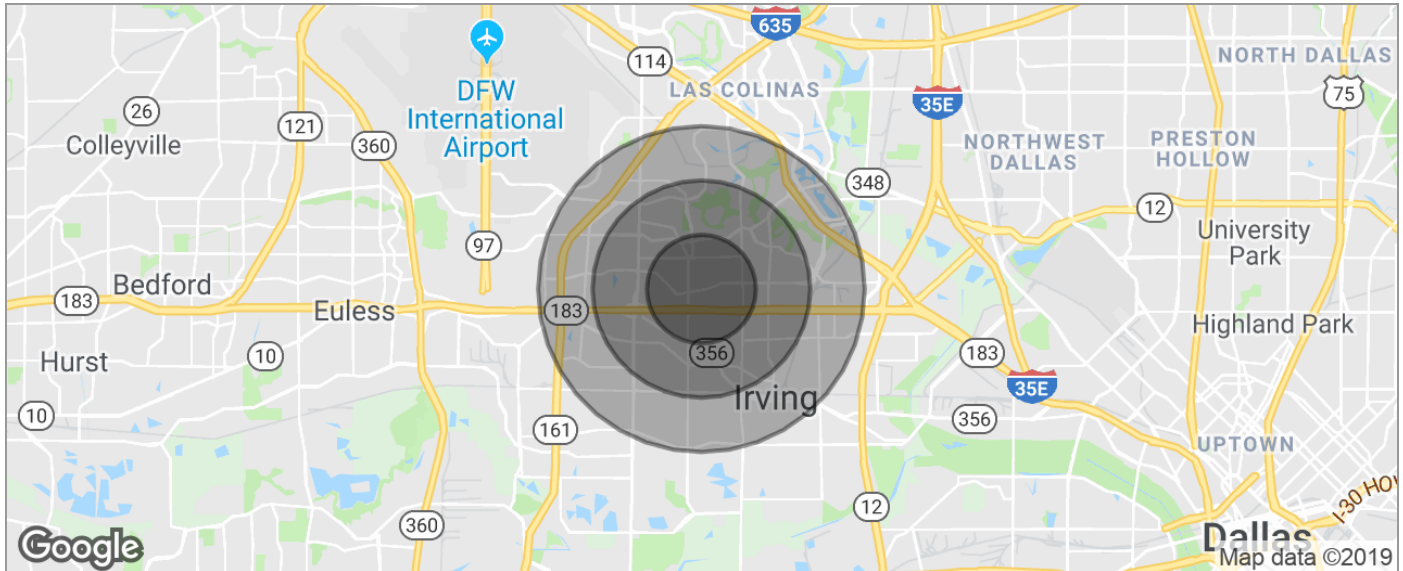 635
NORTH DALLAS
114
LAS COLINAS
75
35E
DFW
International
Airport
26
121
Colleyville
360
NORTHWEST
DALLAS
PRESTON
HOLLOW
348
12
97
University
Park
Bedford
183
Euless
183
Highland Park
Hurst
10
356
183
35E
10
Irving
161
356
UPTOWN
12
360
I-30 HO
Google
Dallas
Map data ©2019